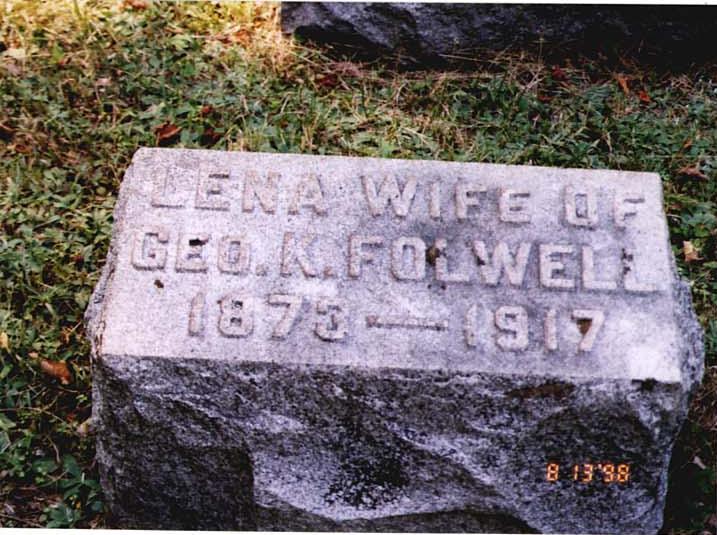 LENA WIFE OF
GEO. K. FOLWELL
1873 — 1917
8 13 '98